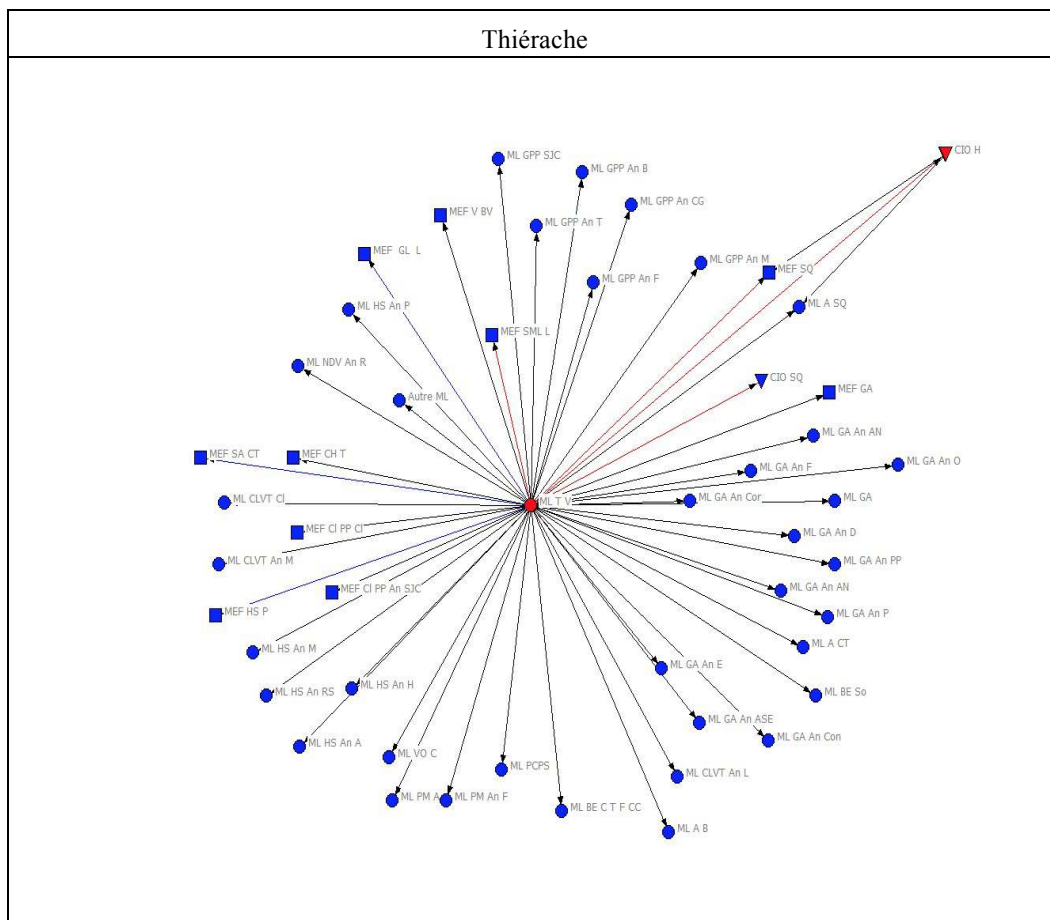 Thiérache
CIO H
ML GPP SJC
ML GPP An B
ML GPP An CG
MEF V BV
ML GPP An T
MEF GL L
ML GPP An M
MEF SQ
ML GPP An F
ML A SQ
ML HS An P
MEF SML L
ML NDV An R
CIO SQ
MEF GA
Autre ML
ML GA An AN
MEF SA CT
MEF CH T
ML GA An O
ML GA An F
ML CLVT Cl
ML T V
ML GA An Cor
ML GA
MEF Cl PP Cl
ML GA An D
ML CLVT An M
ML GA An PP
MEF Cl PP An SJC
ML GA An AN
MEF HS P
ML GA An P
ML A CT
ML HS An M
ML GA An E
ML HS An RS
ML HS An H
ML BE So
ML GA An ASE
ML GA An Con
ML HS An A
ML VO C
ML PCPS
ML CLVT An L
ML PM A
ML PM An F
ML BE C T F CC
ML A B